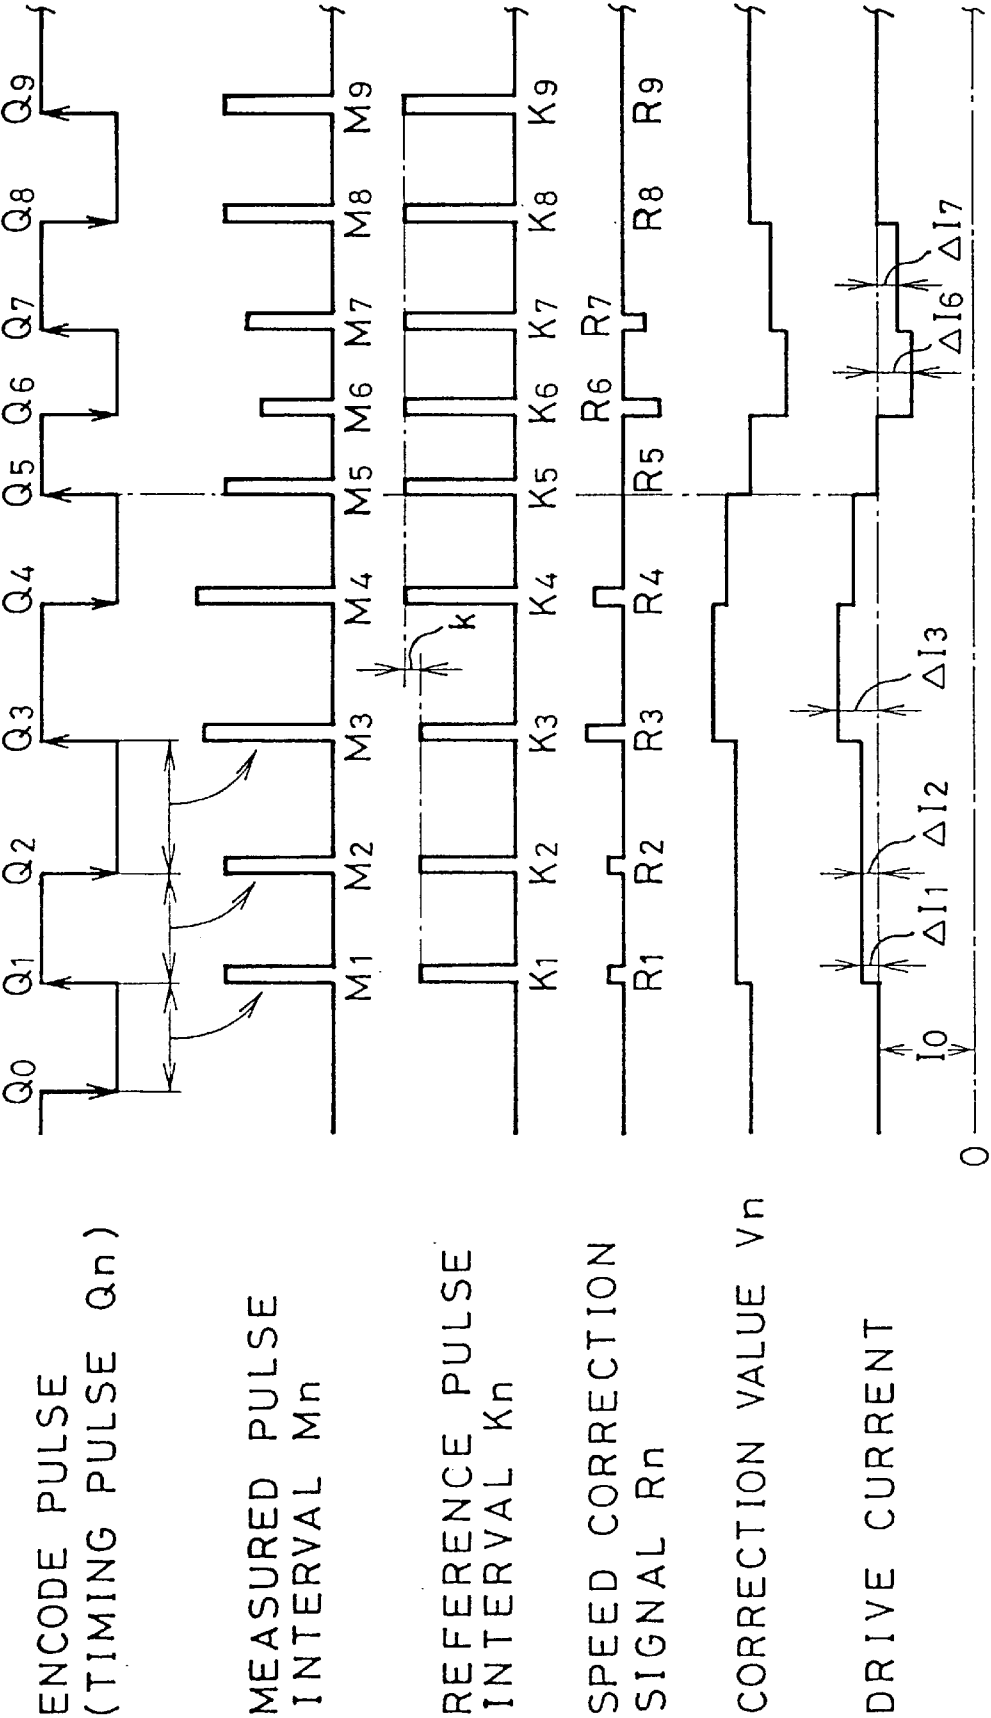 ENCODE PULSE
(TIMING PULSE Qn)
Q0 Q1 Q2 Q3 Q4 Q5 Q6 Q7 Q8 Q9
MEASURED PULSE
INTERVAL Mn
M1 M2 M3 M4 M5 M6 M7 M8 M9
REFERENCE PULSE
INTERVAL Kn
k
K1 K2 K3 K4 K5 K6 K7 K8 K9
SPEED CORRECTION
SIGNAL Rn
R6 R7
R1 R2 R3 R4 R5 R8 R9
CORRECTION VALUE Vn
DRIVE CURRENT
I0 ΔI1 ΔI2 ΔI3 ΔI6 ΔI7
0